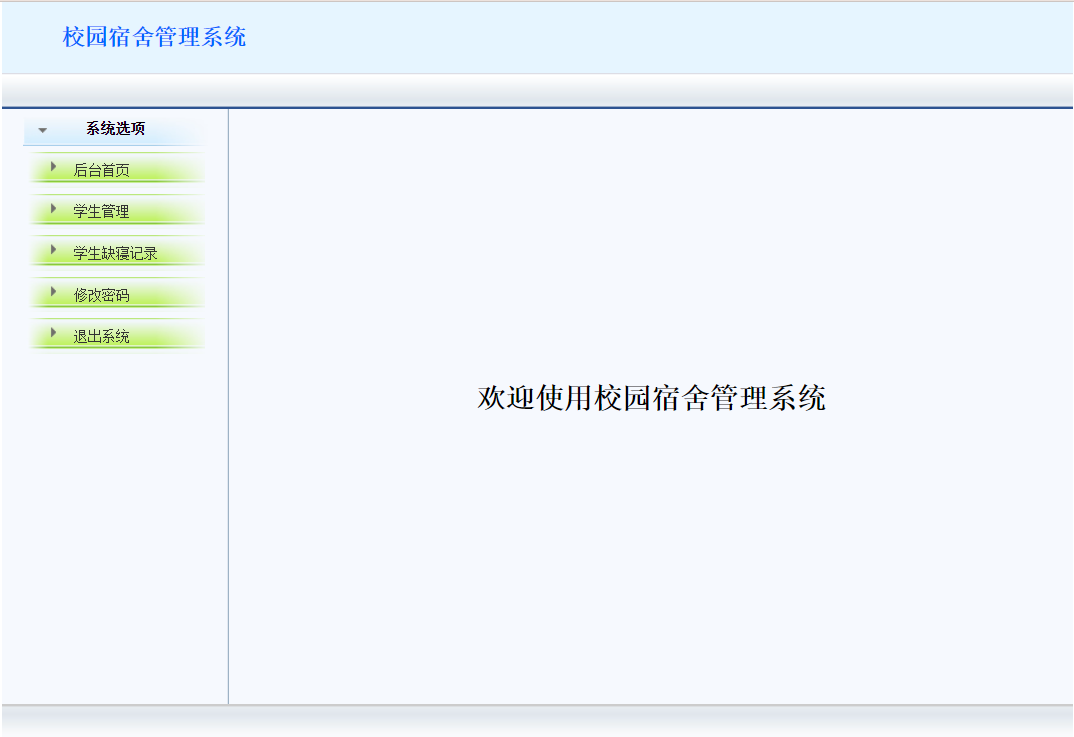 校园宿舍管理系统
系统选项
后台首页
学生管理
学生缺寝记录
修改密码
退出系统
欢迎使用校园宿舍管理系统